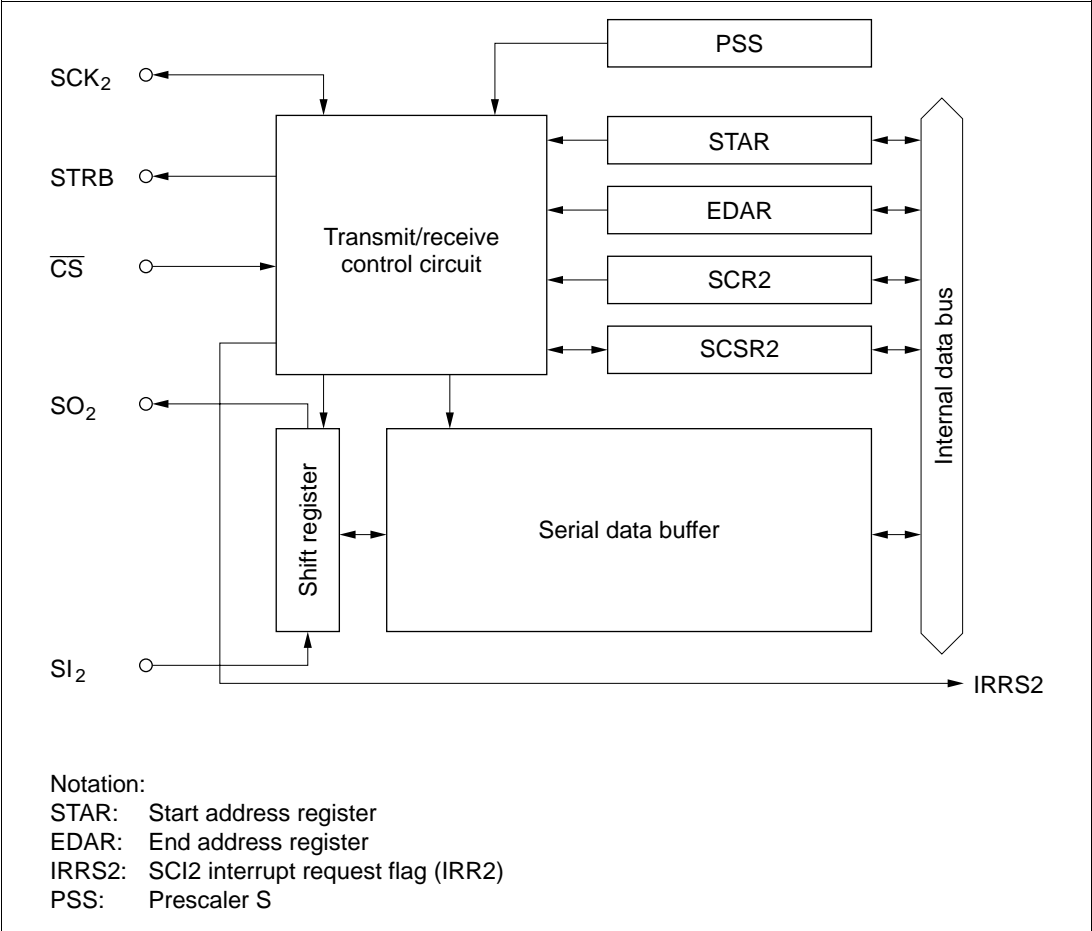 PSS
SCK₂
STAR
STRB
EDAR
Transmit/receive
control circuit
C̅S̅
SCR2
SCSR2
Internal data bus
SO₂
Shift register
Serial data buffer
SI₂
IRRS2
Notation:
STAR: Start address register
EDAR: End address register
IRRS2: SCI2 interrupt request flag (IRR2)
PSS: Prescaler S